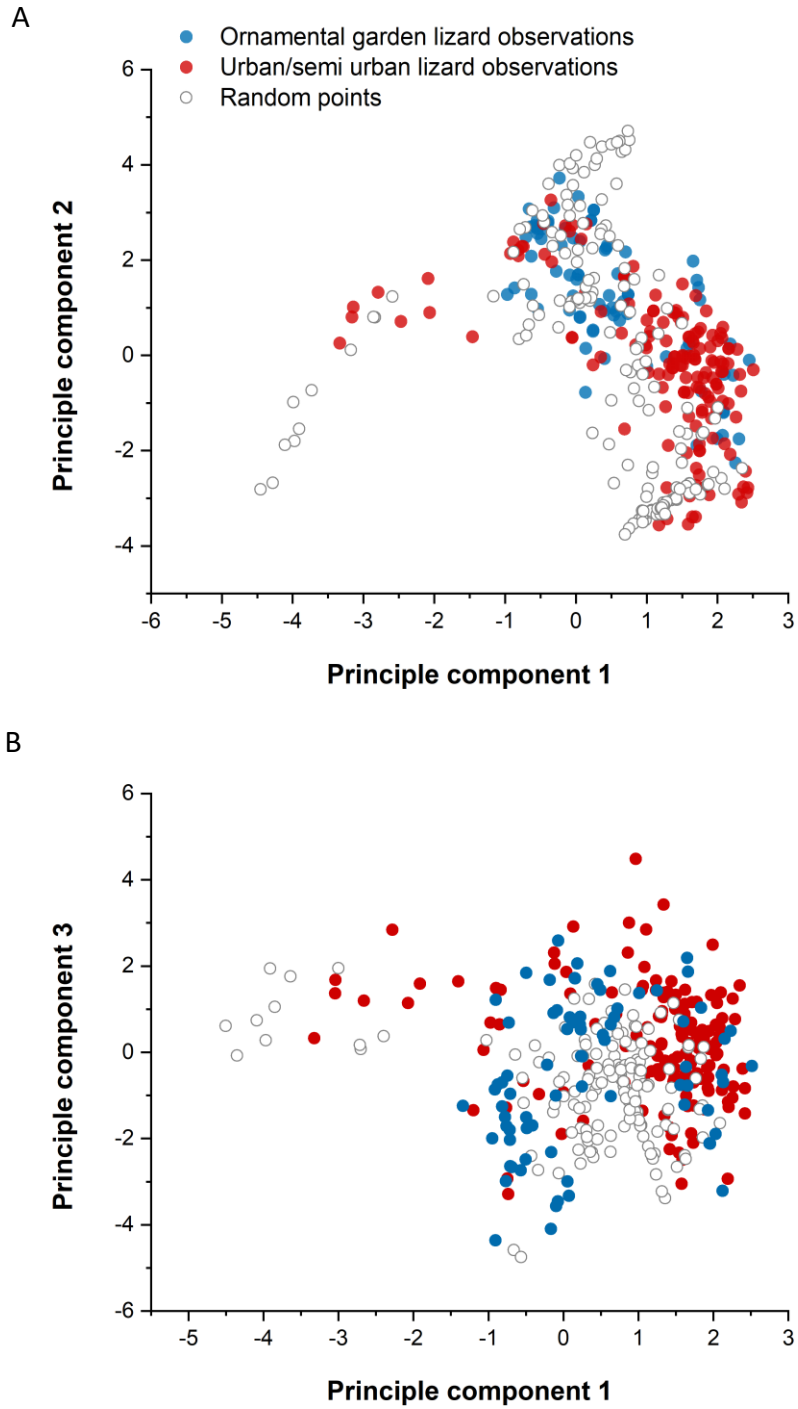 A
Ornamental garden lizard observations
Urban/semi urban lizard observations
Random points
6
4
2
0
-2
-4
Principle component 2
-6 -5 -4 -3 -2 -1 0 1 2 3
Principle component 1
B
6
4
2
0
-2
-4
-6
Principle component 3
-5 -4 -3 -2 -1 0 1 2 3
Principle component 1